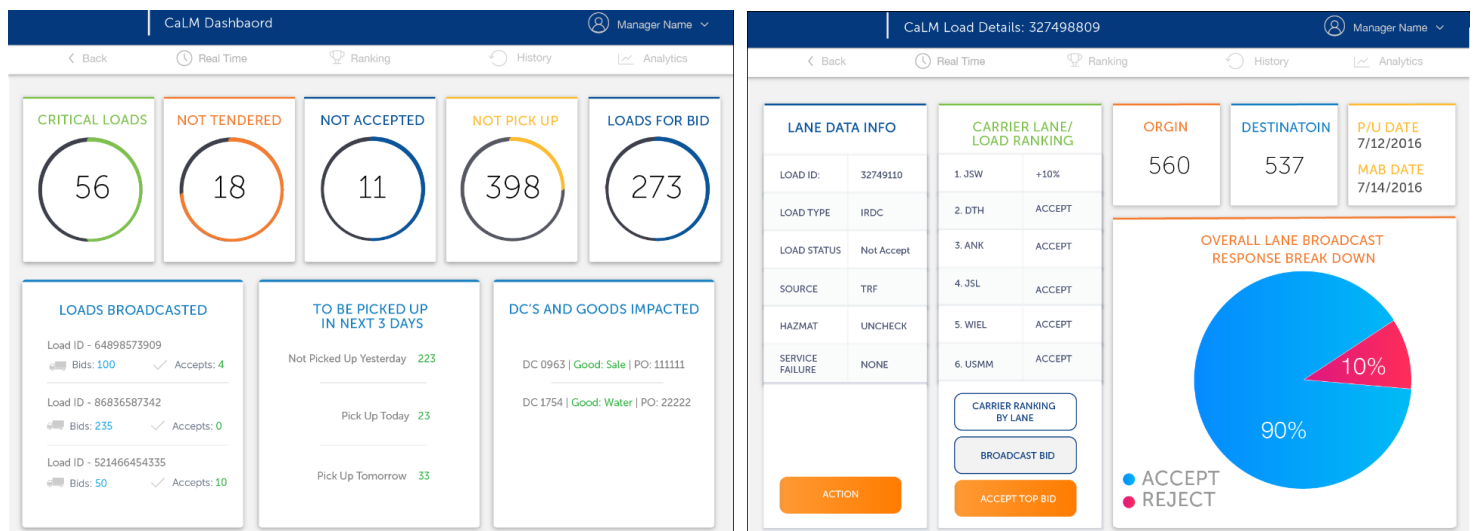 CaLM Dashbaord
Manager Name
Back
Real Time
Ranking
History
Analytics
CRITICAL LOADS
56
NOT TENDERED
18
NOT ACCEPTED
11
NOT PICK UP
398
LOADS FOR BID
273
LOADS BROADCASTED
Load ID - 64898573909
Bids: 100 Accepts: 4
Load ID - 86836587342
Bids: 235 Accepts: 0
Load ID - 521466454335
Bids: 50 Accepts: 10
TO BE PICKED UP
IN NEXT 3 DAYS
Not Picked Up Yesterday 223
Pick Up Today 23
Pick Up Tomorrow 33
DC'S AND GOODS IMPACTED
DC 0963 | Good: Sale | PO: 111111
DC 1754 | Good: Water | PO: 22222
CaLM Load Details: 327498809
Manager Name
Back
Real Time
Ranking
History
Analytics
LANE DATA INFO
LOAD ID: 32749110
LOAD TYPE IRDC
LOAD STATUS Not Accept
SOURCE TRF
HAZMAT UNCHECK
SERVICE
FAILURE NONE
ACTION
CARRIER LANE/
LOAD RANKING
1. JSW +10%
2. DTH ACCEPT
3. ANK ACCEPT
4. JSL ACCEPT
5. WIEL ACCEPT
6. USMM ACCEPT
CARRIER RANKING
BY LANE
BROADCAST BID
ACCEPT TOP BID
ORGIN
560
DESTINATOIN
537
P/U DATE
7/12/2016
MAB DATE
7/14/2016
OVERALL LANE BROADCAST
RESPONSE BREAK DOWN
10%
90%
ACCEPT
REJECT